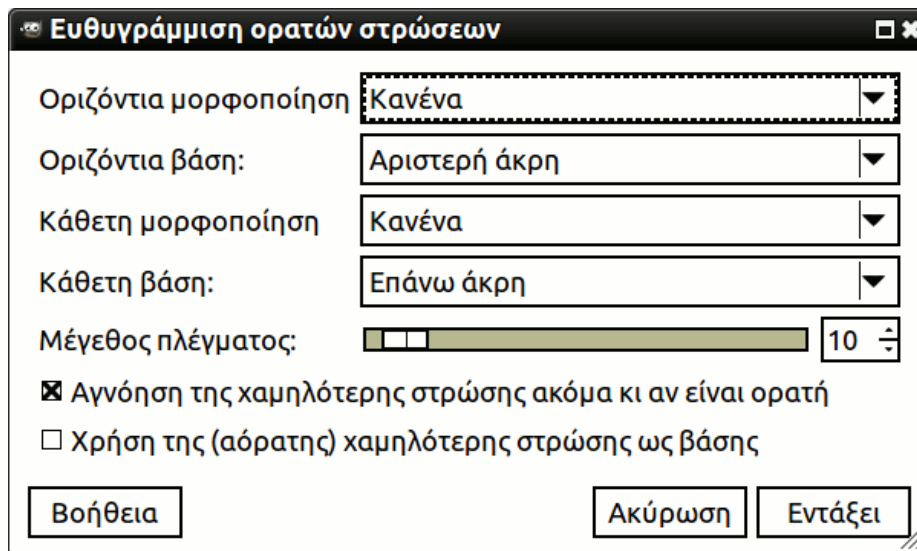 Ευθυγράμμιση ορατών στρώσεων
Οριζόντια μορφοποίηση Κανένα
Οριζόντια βάση: Αριστερή άκρη
Κάθετη μορφοποίηση Κανένα
Κάθετη βάση: Επάνω άκρη
Μέγεθος πλέγματος: 10
Αγνόηση της χαμηλότερης στρώσης ακόμα κι αν είναι ορατή
Χρήση της (αόρατης) χαμηλότερης στρώσης ως βάσης
Βοήθεια Ακύρωση Εντάξει